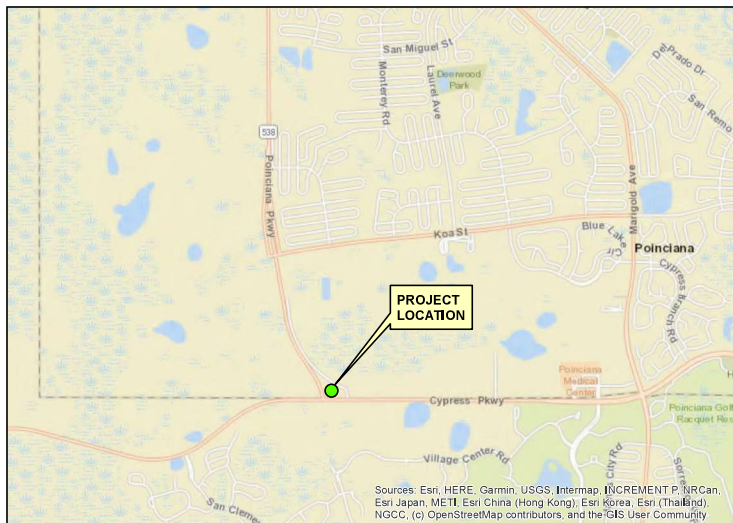 San Miguel St
Monterey Rd
Laurel Ave
Deerwood
Park
Del Prado Dr
San Remo
538
Poinciana Pkwy
Marigold Ave
Koa St
Blue Lake Cir
Poinciana
Cypress Branch Rd
PROJECT
LOCATION
Poinciana
Medical
Center
Cypress Pkwy
Poinciana Golf
Racquet Res
Village Center Rd
City Rd
San Cleme
Sources: Esri, HERE, Garmin, USGS, Intermap, INCREMENT P, NRCan,
Esri Japan, METI, Esri China (Hong Kong), Esri Korea, Esri (Thailand),
NGCC, (c) OpenStreetMap contributors, and the GIS User Community